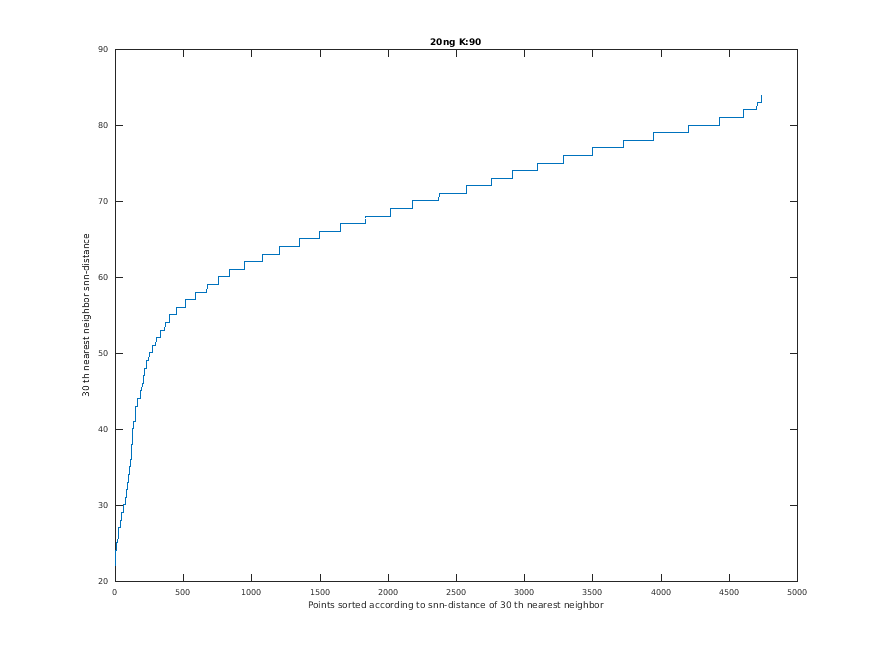 20ng K:90
90
80
70
60
50
40
30
20
30 th nearest neighbor snn-distance
0 500 1000 1500 2000 2500 3000 3500 4000 4500 5000
Points sorted according to snn-distance of 30 th nearest neighbor